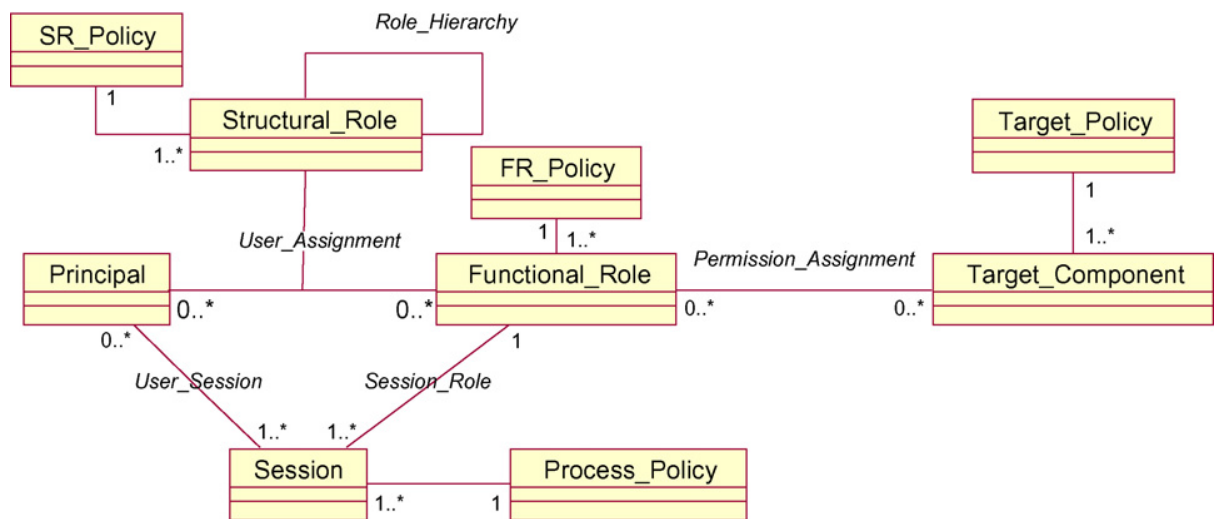 Role_Hierarchy
SR_Policy
1
Structural_Role
1..*
Target_Policy
1
FR_Policy
1
1..*
1..*
User_Assignment
Permission_Assignment
Principal
Functional_Role
Target_Component
0..*
0..*
0..*
0..*
0..*
1
User_Session
Session_Role
1..*
1..*
Session
Process_Policy
1..*
1